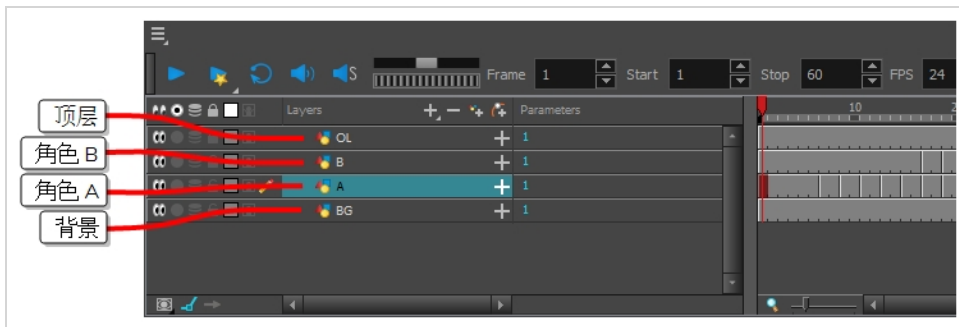 S Frame 1 Start 1 Stop 60 FPS 24
Layers Parameters 10 2
顶层 OL 1
角色 B B 1
角色 A A 1
背景 BG 1